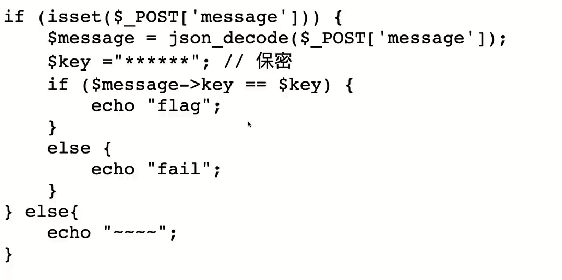 if (isset($_POST['message'])) {
    $message = json_decode($_POST['message']);
    $key ="******"; // 保密
    if ($message->key == $key) {
        echo "flag";
    }
    else {
        echo "fail";
    }
} else{
    echo "~~~~";
}